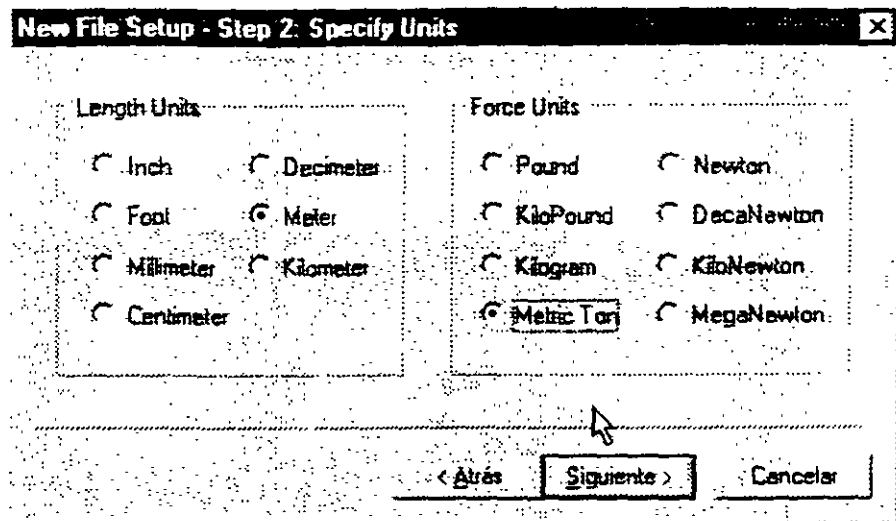 New File Setup - Step 2: Specify Units
Length Units
Inch
Decimeter
Foot
Meter
Millimeter
Kilometer
Centimeter
Force Units
Pound
Newton
KiloPound
DecaNewton
Kilogram
KiloNewton
Metric Ton
MegaNewton
< Atrás
Siguiente >
Cancelar